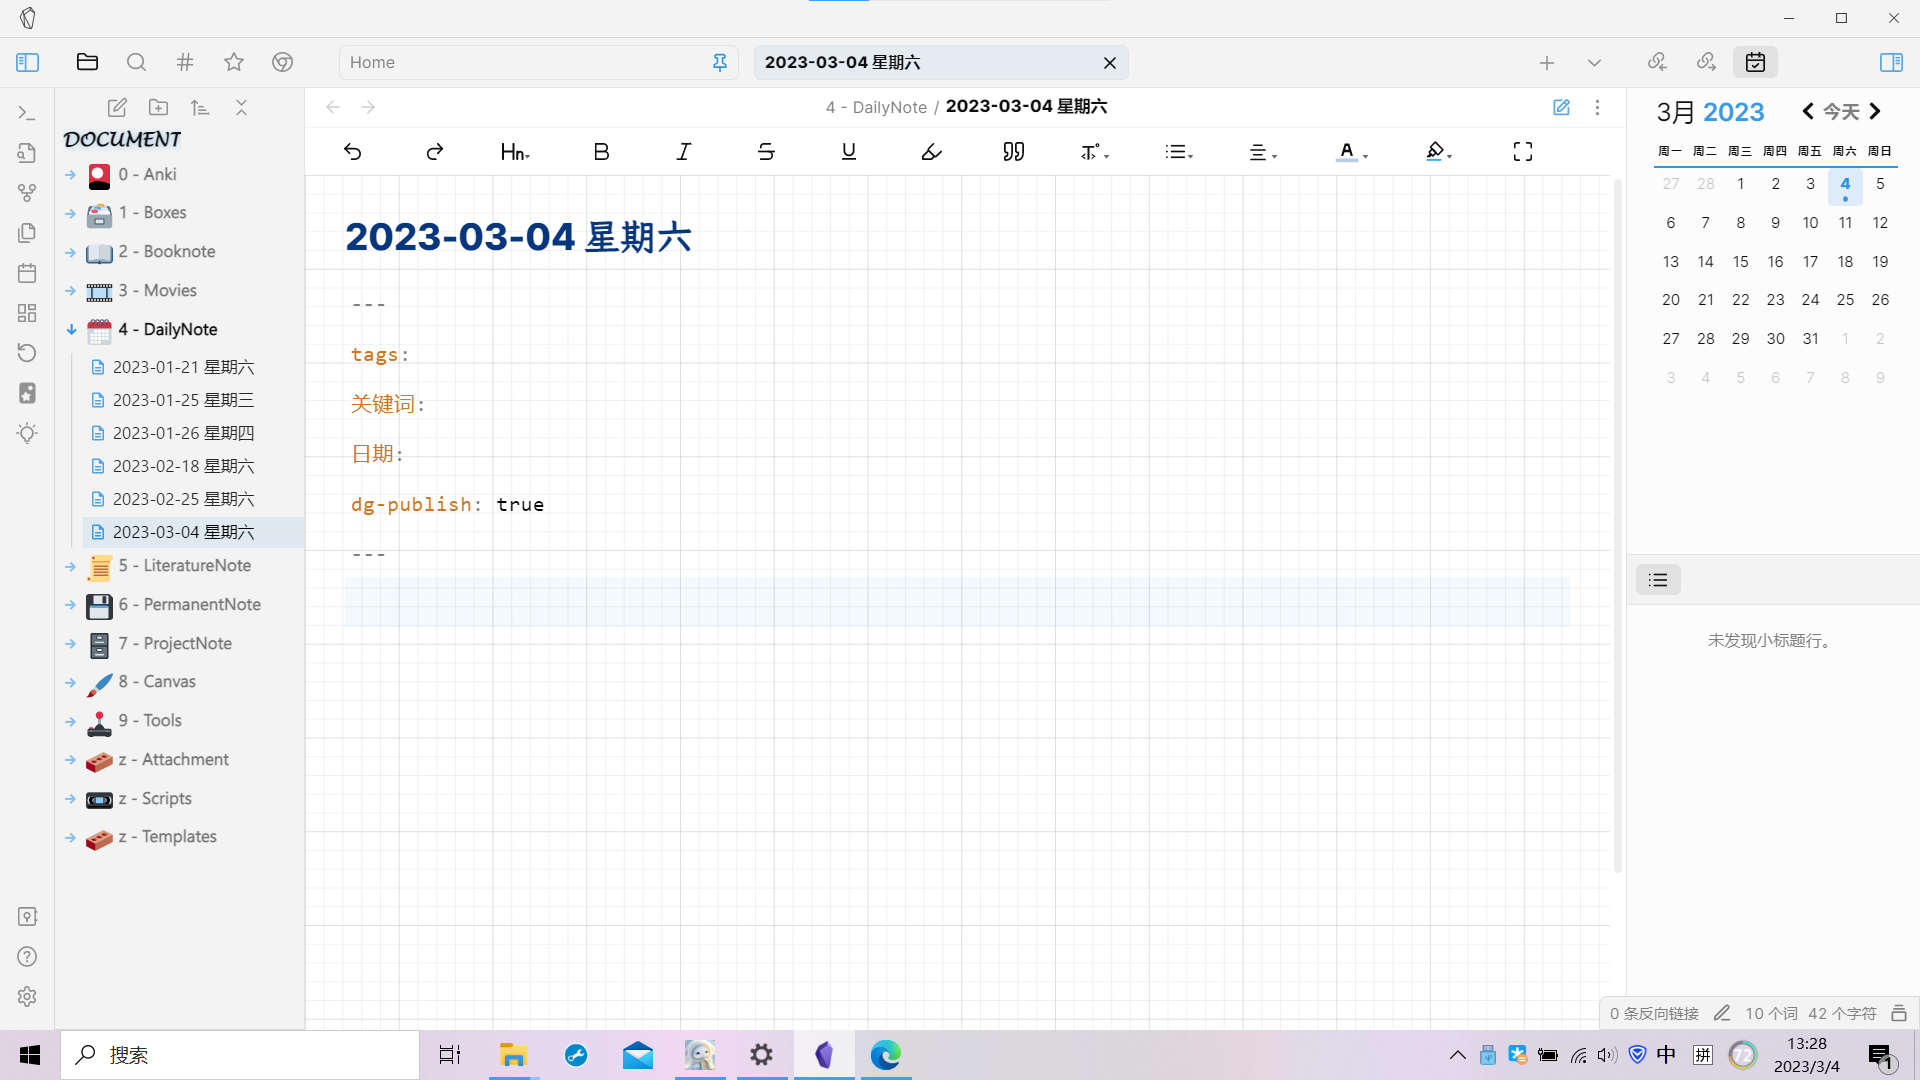 Home
2023-03-04 星期六
4 - DailyNote / 2023-03-04 星期六
DOCUMENT
0 - Anki
1 - Boxes
2 - Booknote
3 - Movies
4 - DailyNote
2023-01-21 星期六
2023-01-25 星期三
2023-01-26 星期四
2023-02-18 星期六
2023-02-25 星期六
2023-03-04 星期六
5 - LiteratureNote
6 - PermanentNote
7 - ProjectNote
8 - Canvas
9 - Tools
z - Attachment
z - Scripts
z - Templates
2023-03-04 星期六
---
tags:
关键词:
日期:
dg-publish: true
---
3月 2023
今天
周一 周二 周三 周四 周五 周六 周日
27 28 1 2 3 4 5
6 7 8 9 10 11 12
13 14 15 16 17 18 19
20 21 22 23 24 25 26
27 28 29 30 31 1 2
3 4 5 6 7 8 9
未发现小标题行。
0 条反向链接 10 个词 42 个字符
搜索
中
拼
72
13:28
2023/3/4
1